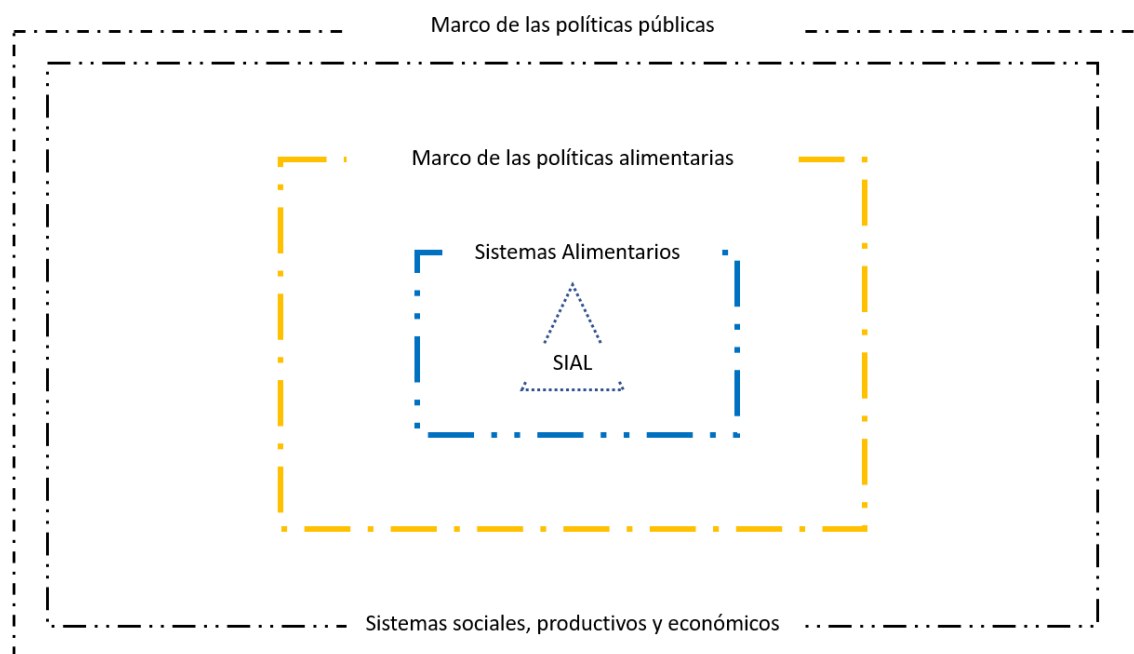 Marco de las políticas públicas
Marco de las políticas alimentarias
Sistemas Alimentarios
SIAL
Sistemas sociales, productivos y económicos